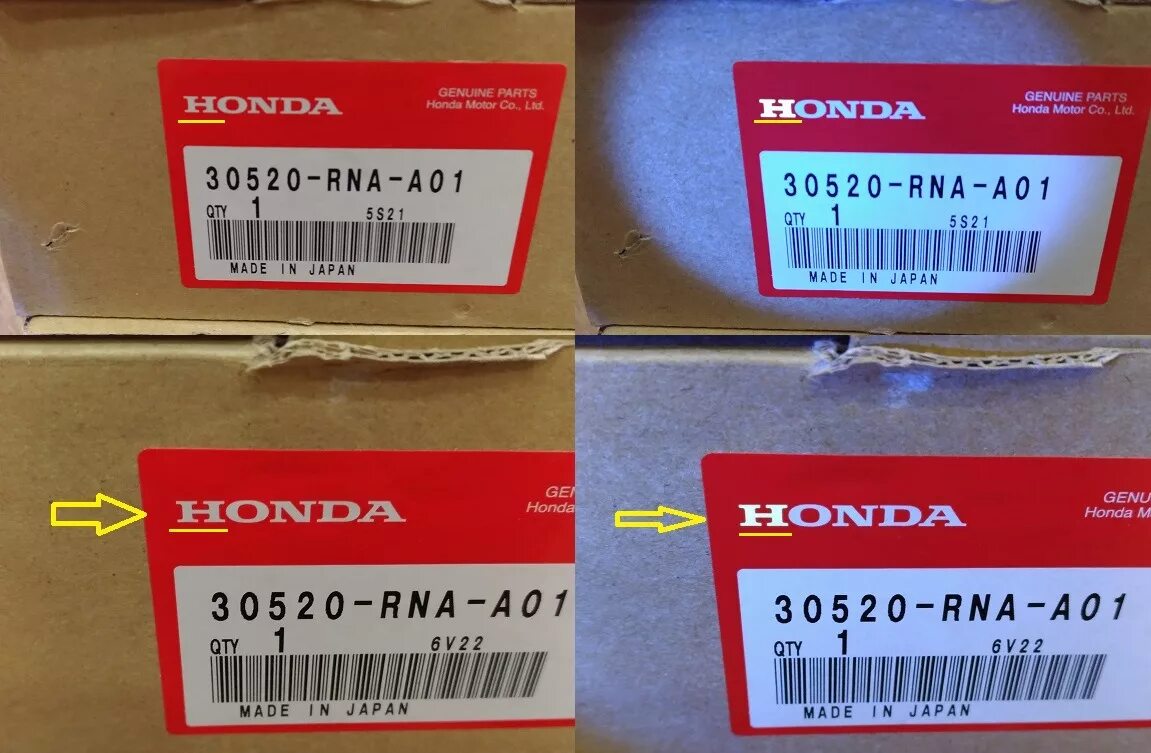 HONDA
GENUINE PARTS
Honda Motor Co., Ltd.
30520-RNA-A01
QTY 1 5S21
MADE IN JAPAN
HONDA
GENUINE PARTS
Honda Motor Co., Ltd.
30520-RNA-A01
QTY 1 5S21
MADE IN JAPAN
HONDA
GEN
Honda
30520-RNA-A01
QTY 1 6V22
MADE IN JAPAN
HONDA
GENU
Honda M
30520-RNA-A01
QTY 1 6V22
MADE IN JAPAN